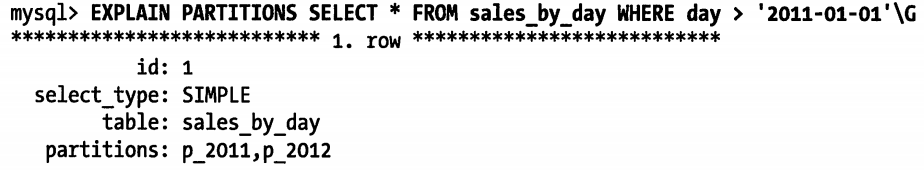 mysql> EXPLAIN PARTITIONS SELECT * FROM sales_by_day WHERE day > '2011-01-01'\G
*************************** 1. row ***************************
id: 1
select_type: SIMPLE
table: sales_by_day
partitions: p_2011,p_2012